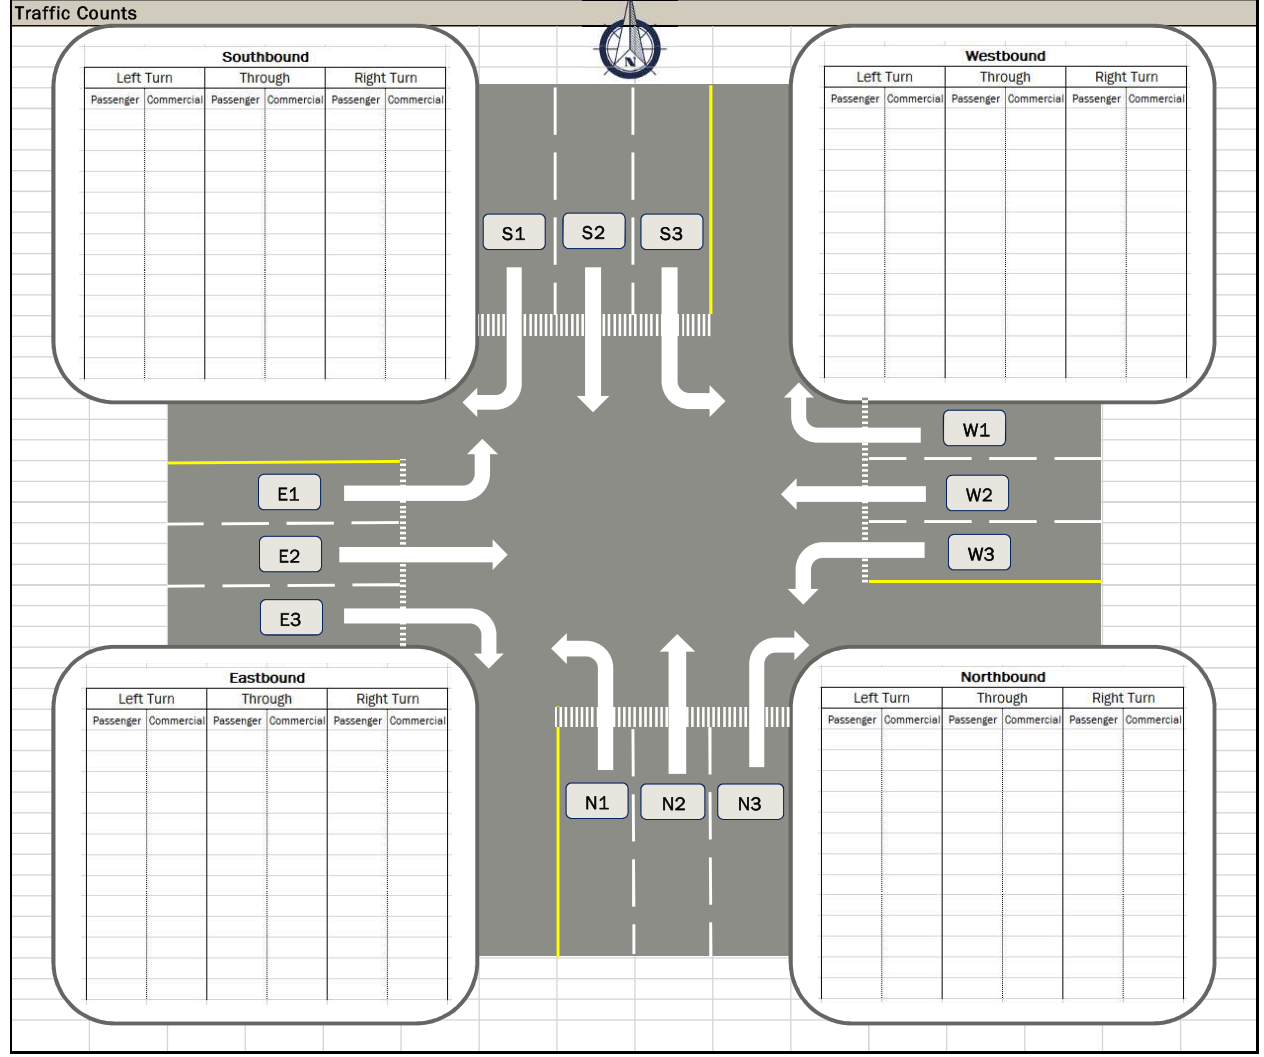 Traffic Counts
N
Southbound
Left Turn Through Right Turn
Passenger Commercial Passenger Commercial Passenger Commercial
Westbound
Left Turn Through Right Turn
Passenger Commercial Passenger Commercial Passenger Commercial
S1 S2 S3
W1
W2
W3
E1
E2
E3
Eastbound
Left Turn Through Right Turn
Passenger Commercial Passenger Commercial Passenger Commercial
Northbound
Left Turn Through Right Turn
Passenger Commercial Passenger Commercial Passenger Commercial
N1 N2 N3